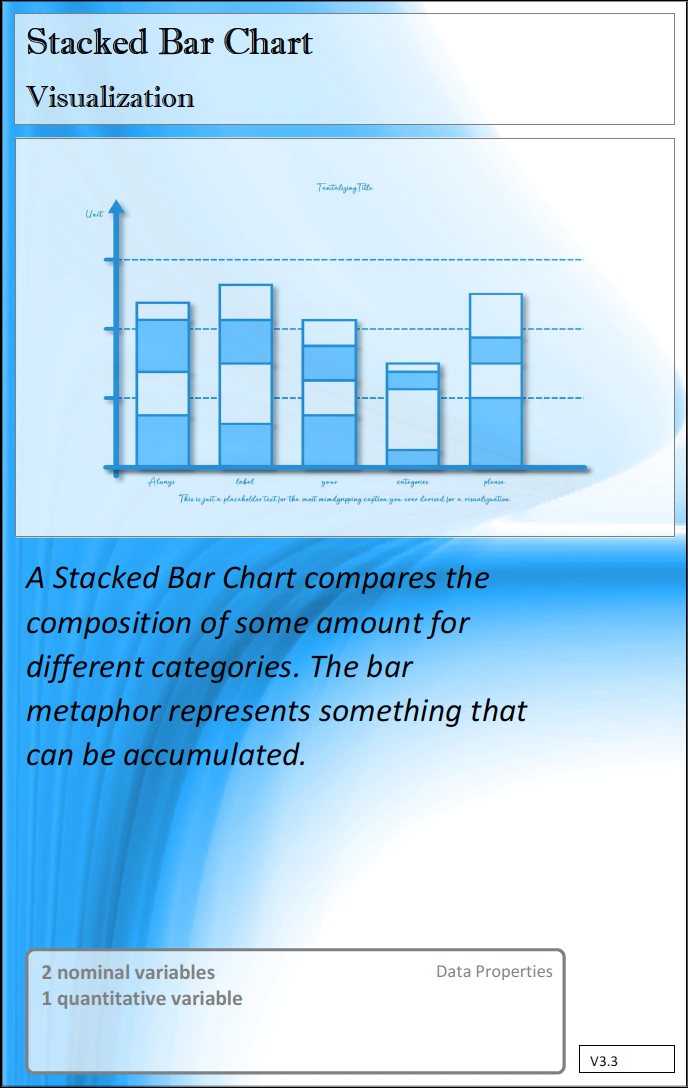 Stacked Bar Chart
Visualization
Tantalizing Title
Unit
Always
label
your
categories
please
This is just a placeholder text for the most mindgripping caption you ever devised for a visualization.
A Stacked Bar Chart compares the
composition of some amount for
different categories. The bar
metaphor represents something that
can be accumulated.
2 nominal variables
Data Properties
1 quantitative variable
V3.3